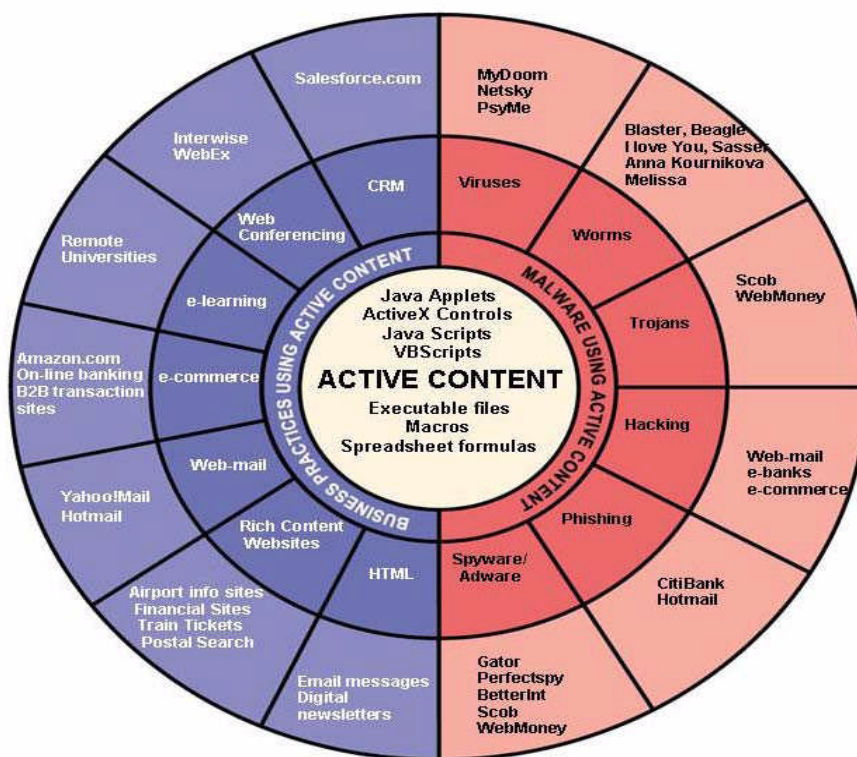 Salesforce.com
MyDoom
Netsky
PsyMe
Interwise
WebEx
Blaster, Beagle
I love You, Sasser
Anna Kournikova
Melissa
CRM
Viruses
Web
Conferencing
Worms
Remote
Universities
e-learning
Trojans
Scob
WebMoney
BUSINESS PRACTICES USING ACTIVE CONTENT
MALWARE USING ACTIVE CONTENT
Java Applets
ActiveX Controls
Java Scripts
VBScripts
ACTIVE CONTENT
Executable files
Macros
Spreadsheet formulas
Amazon.com
On-line banking
B2B transaction
sites
e-commerce
Hacking
Web-mail
e-banks
e-commerce
Web-mail
Yahoo!Mail
Hotmail
Rich Content
Websites
Phishing
HTML
Spyware/
Adware
CitiBank
Hotmail
Airport info sites
Financial Sites
Train Tickets
Postal Search
Email messages
Digital
newsletters
Gator
Perfectspy
BetterInt
Scob
WebMoney